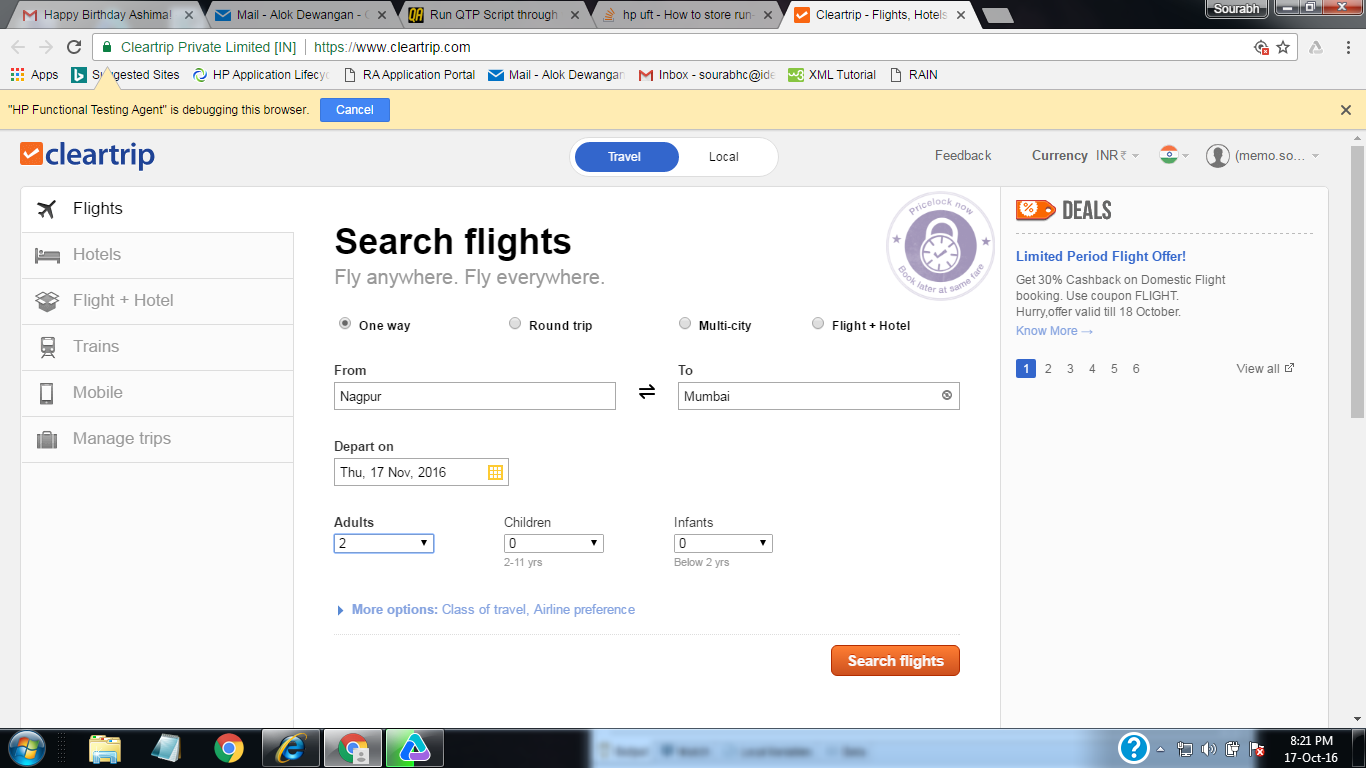 Happy Birthday Ashima!
Mail - Alok Dewangan -
Run QTP Script through
hp uft - How to store run-
Cleartrip - Flights, Hotels
Sourabh
Cleartrip Private Limited [IN]
https://www.cleartrip.com
Apps
Suggested Sites
HP Application Lifecyc
RA Application Portal
Mail - Alok Dewangan
Inbox - sourabhc@ide
XML Tutorial
RAIN
"HP Functional Testing Agent" is debugging this browser.
Cancel
cleartrip
Travel
Local
Feedback
Currency INR₹
(memo.so...
Flights
Hotels
Flight + Hotel
Trains
Mobile
Manage trips
Search flights
Fly anywhere. Fly everywhere.
Pricelock now
Book later at same fare
One way
Round trip
Multi-city
Flight + Hotel
From
To
Nagpur
Mumbai
Depart on
Thu, 17 Nov, 2016
Adults
Children
Infants
2
0
0
2-11 yrs
Below 2 yrs
More options: Class of travel, Airline preference
Search flights
DEALS
Limited Period Flight Offer!
Get 30% Cashback on Domestic Flight
booking. Use coupon FLIGHT.
Hurry,offer valid till 18 October.
Know More →
1 2 3 4 5 6
View all
8:21 PM
17-Oct-16